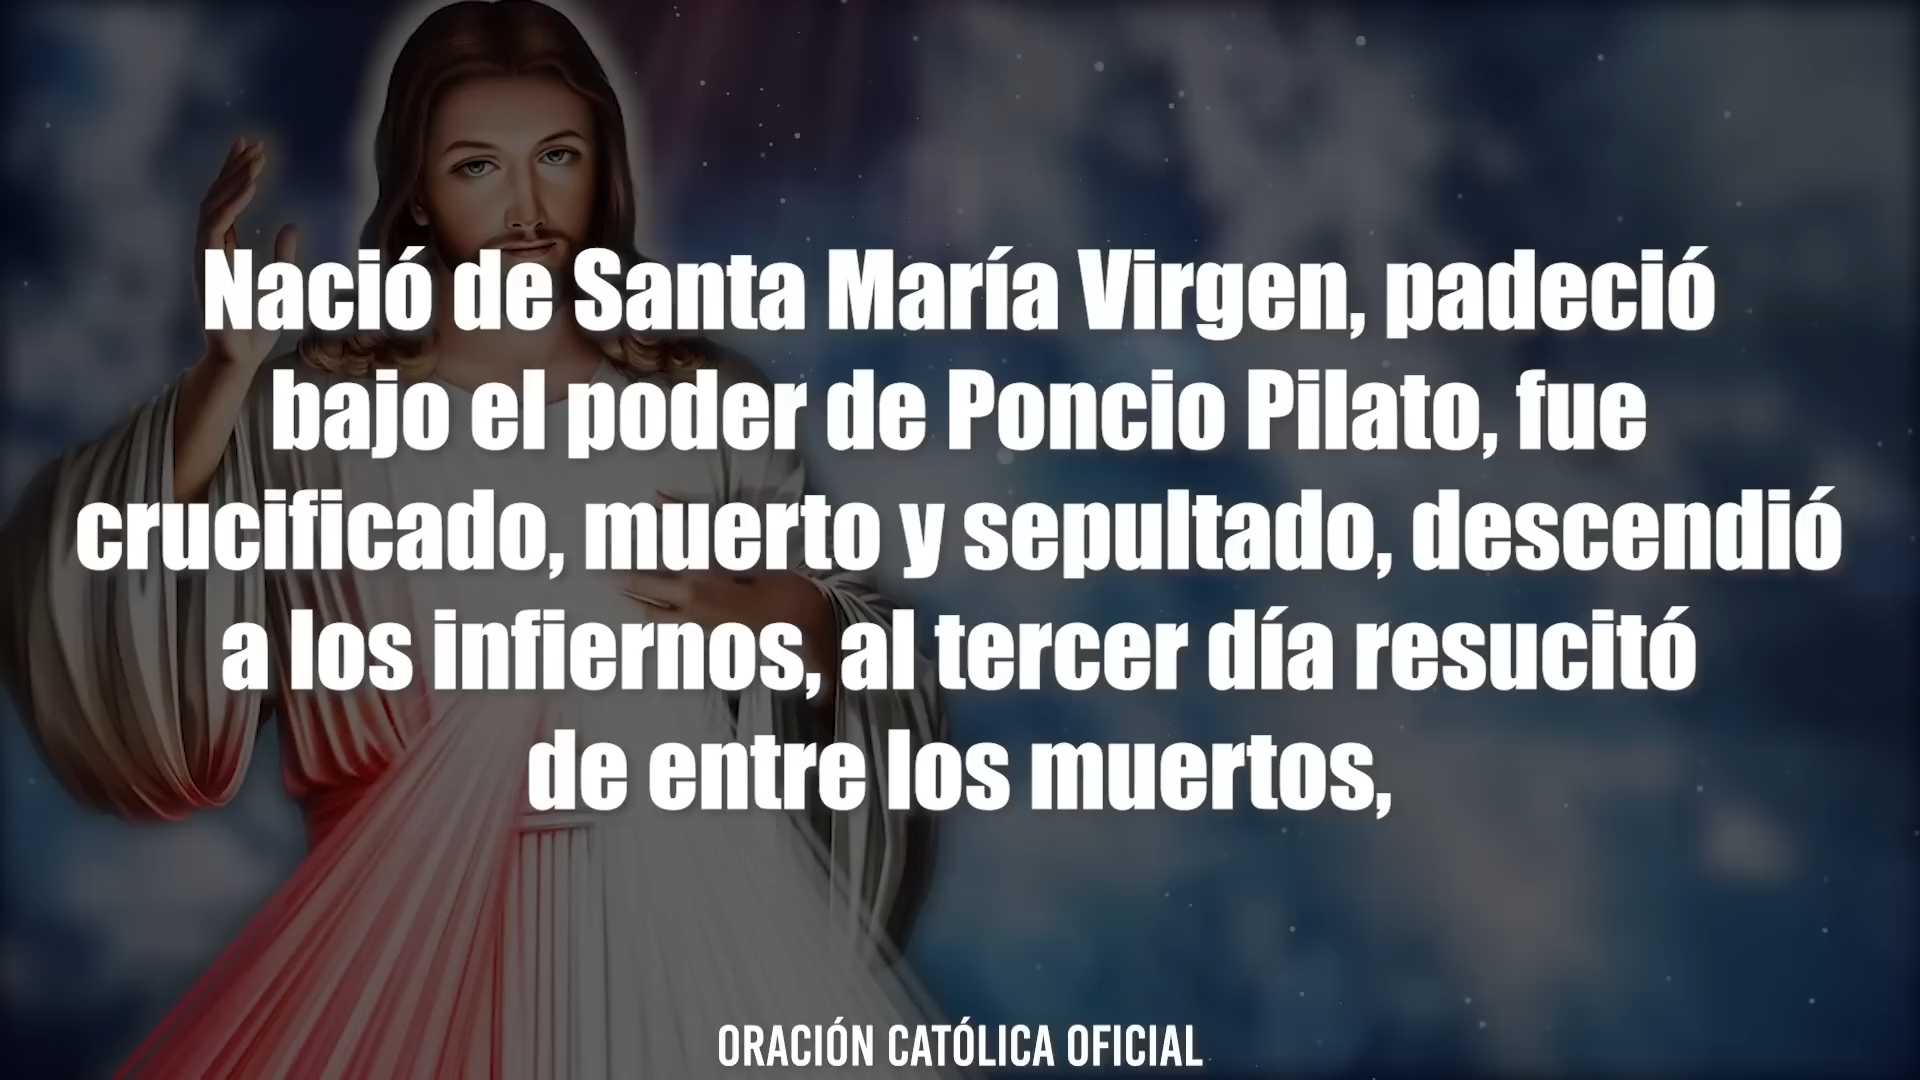 Nació de Santa María Virgen, padeció
bajo el poder de Poncio Pilato, fue
crucificado, muerto y sepultado, descendió
a los infiernos, al tercer día resucitó
de entre los muertos,
ORACIÓN CATÓLICA OFICIAL